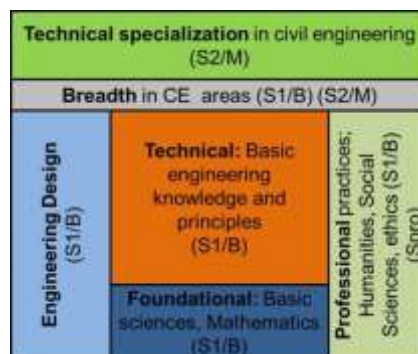 Technical specialization in civil engineering
(S2/M)
Breadth in CE areas (S1/B) (S2/M)
Engineering Design
(S1/B)
Technical: Basic
engineering
knowledge and
principles
(S1/B)
Foundational: Basic
sciences, Mathematics
(S1/B)
Professional practices;
Humanities, Social
Sciences, ethics (S1/B)
(Spro)